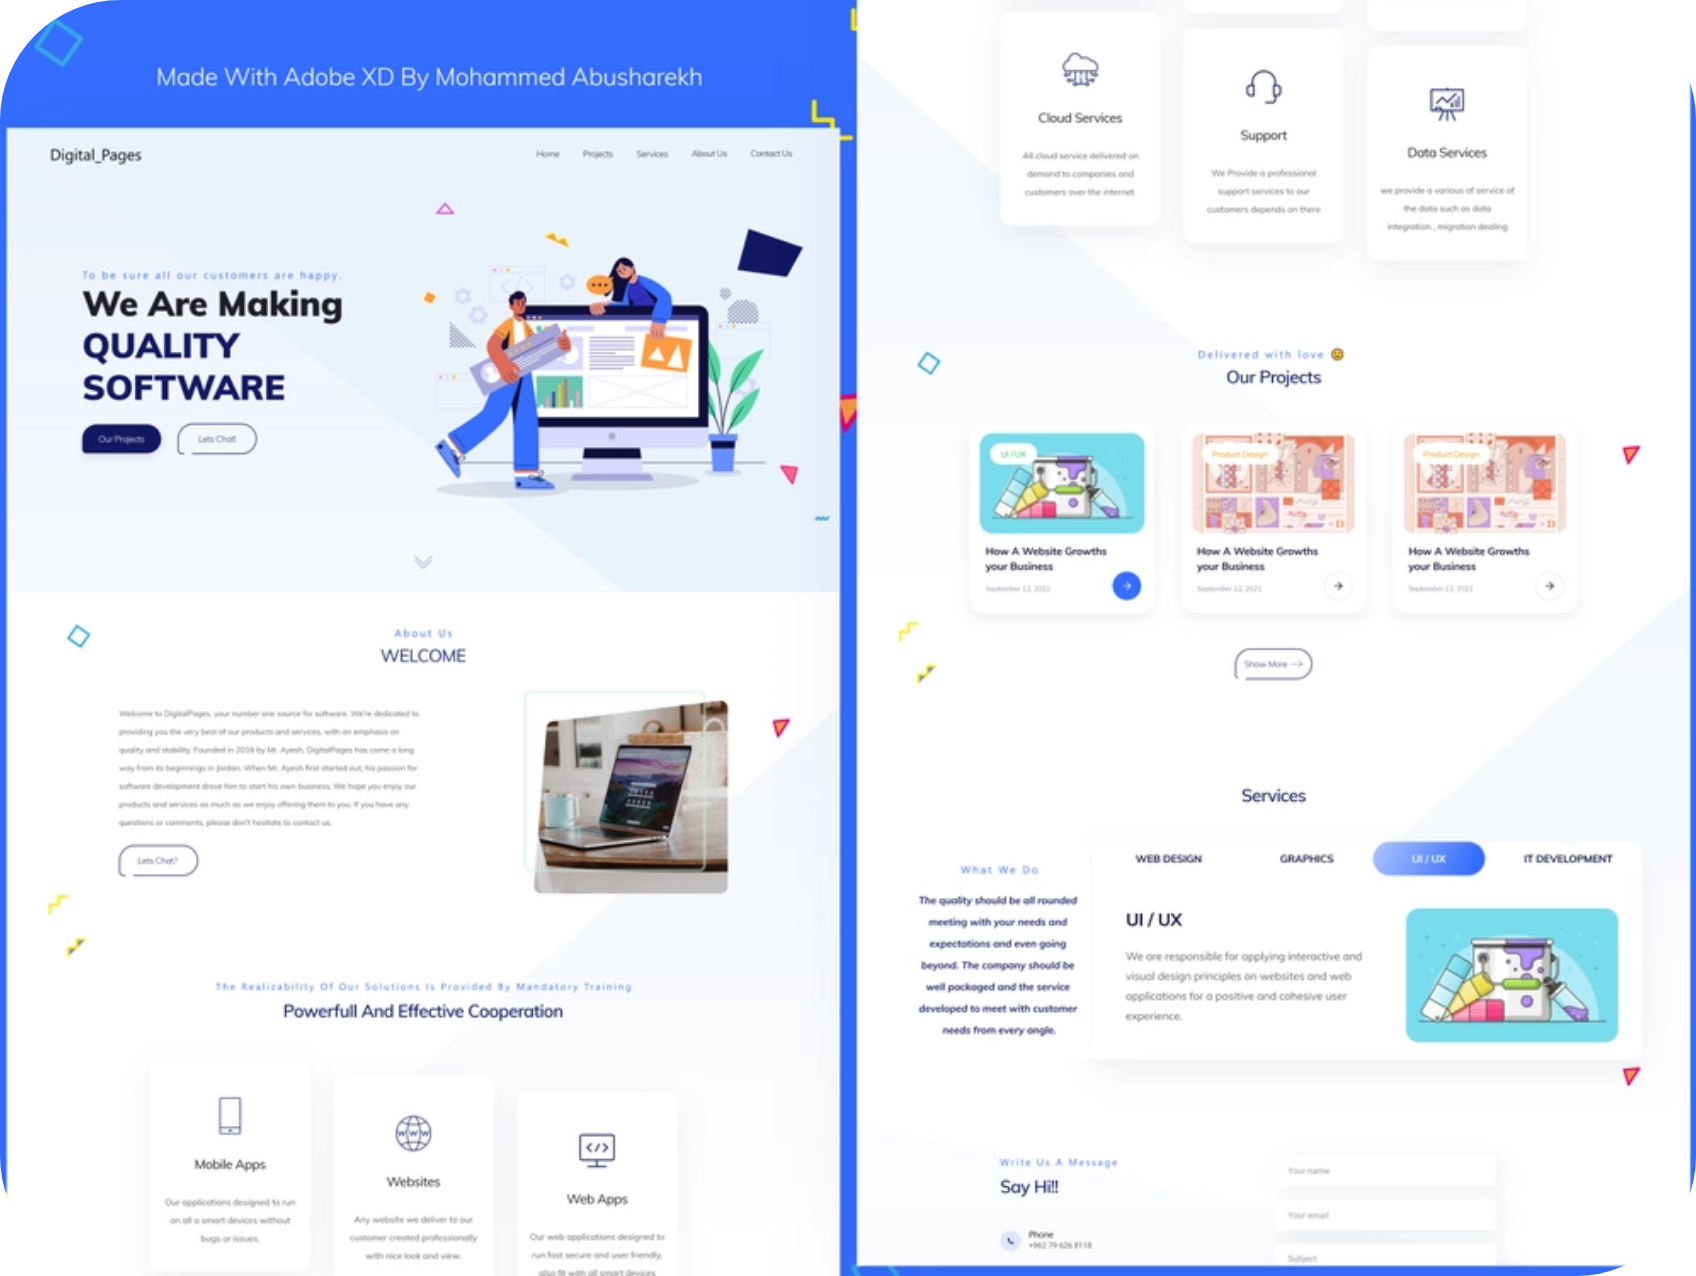 Made With Adobe XD By Mohammed Abusharekh
Digital_Pages
Home
Projects
Services
About Us
Contact Us
To be sure all our customers are happy.
We Are Making
QUALITY
SOFTWARE
Our Projects
Lets Chat!
About Us
WELCOME
Welcome to DigitalPages, your number one source for software. We're dedicated to
providing you the very best of our products and services, with an emphasis on
quality and stability. Founded in 2016 by Mr. Ayesh, DigitalPages has come a long
way from its beginnings in Jordan. When Mr. Ayesh first started out, his passion for
software development drove him to start his own business. We hope you enjoy our
products and services as much as we enjoy offering them to you. If you have any
questions or comments, please don't hesitate to contact us.
Lets Chat?
The Realizability Of Our Solutions Is Provided By Mandatory Training
Powerfull And Effective Cooperation
Mobile Apps
Our applications designed to run
on all a smart devices without
bugs or issues.
WWW
Websites
Any website we deliver to our
customer created professionally
with nice look and view.
</>
Web Apps
Our web applications designed to
run fast secure and user friendly,
also fit with all smart devices
Cloud Services
All cloud service delivered on
demand to companies and
customers over the internet.
Support
We Provide a professional
support services to our
customers depends on there
Data Services
we provide a various of service of
the data such as data
integration , migration dealing
Delivered with love
Our Projects
UI / UX
How A Website Growths
your Business
September 12, 2021
Product Design
How A Website Growths
your Business
September 12, 2021
Product Design
How A Website Growths
your Business
September 12, 2021
Show More
Services
What We Do
The quality should be all rounded
meeting with your needs and
expectations and even going
beyond. The company should be
well packaged and the service
developed to meet with customer
needs from every angle.
WEB DESIGN
GRAPHICS
UI / UX
IT DEVELOPMENT
UI / UX
We are responsible for applying interactive and
visual design principles on websites and web
applications for a positive and cohesive user
experience.
Write Us A Message
Say Hi!!
Phone
+962 79 626 8118
Your name
Your email
Subject